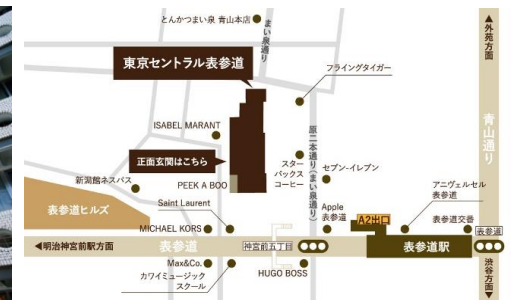 とんかつまい泉 青山本店
まい泉通り
▲外苑方面
東京セントラル表参道
フライングタイガー
青山通り
ISABEL MARANT
原二本通り(まい泉通り)
正面玄関はこちら
スター
バックス
コーヒー
セブン-イレブン
新潟館ネスパス
PEEK A BOO
アニヴェルセル
表参道
表参道ヒルズ
Saint Laurent
Apple
表参道
A2出口
表参道交番
MICHAEL KORS
表参道
◀明治神宮前駅方面
表参道
神宮前五丁目
表参道駅
Max&Co.
カワイミュージック
スクール
HUGO BOSS
渋谷方面▼